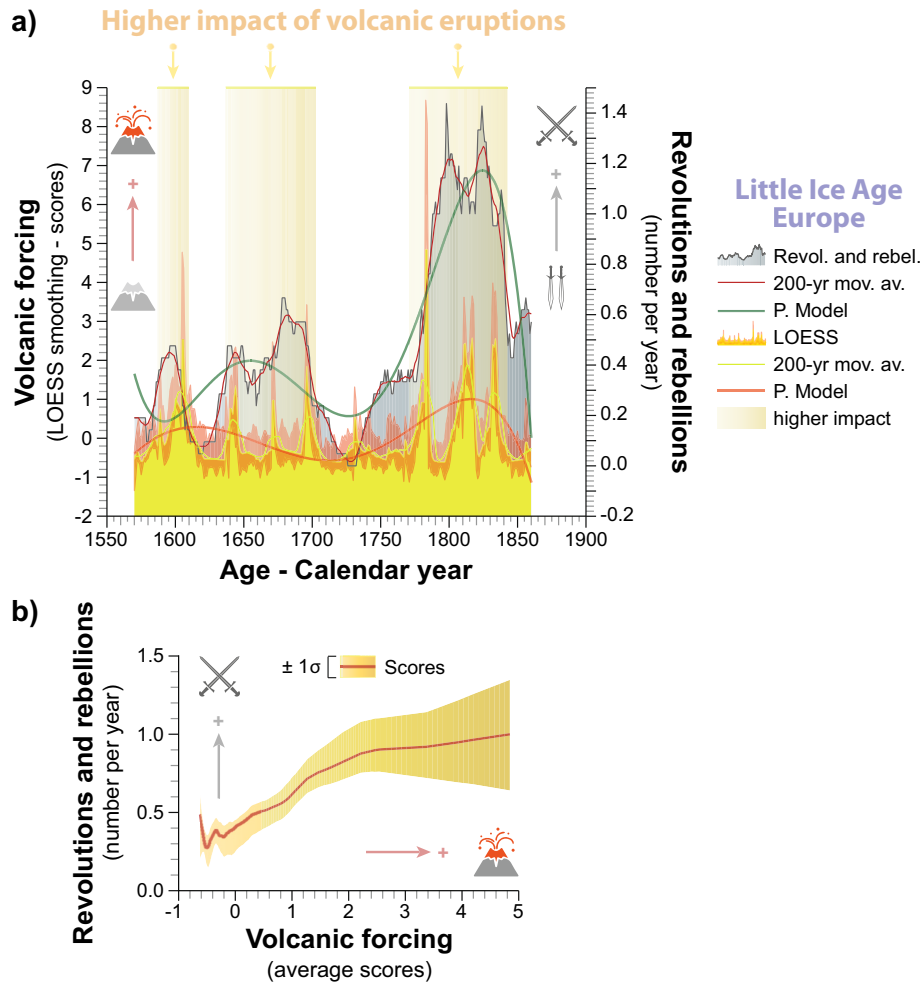 a)
Higher impact of volcanic eruptions
Volcanic forcing
(LOESS smoothing - scores)
9
8
7
6
5
4
3
2
1
0
-1
-2
+
+
1.4
1.2
1.0
0.8
0.6
0.4
0.2
0.0
-0.2
Revolutions and rebellions
(number per year)
1550
1600
1650
1700
1750
1800
1850
1900
Age - Calendar year
Little Ice Age
Europe
Revol. and rebel.
200-yr mov. av.
P. Model
LOESS
200-yr mov. av.
P. Model
higher impact
b)
Revolutions and rebellions
(number per year)
1.5
1.0
0.5
0.0
+
± 1σ
Scores
+
-1
0
1
2
3
4
5
Volcanic forcing
(average scores)